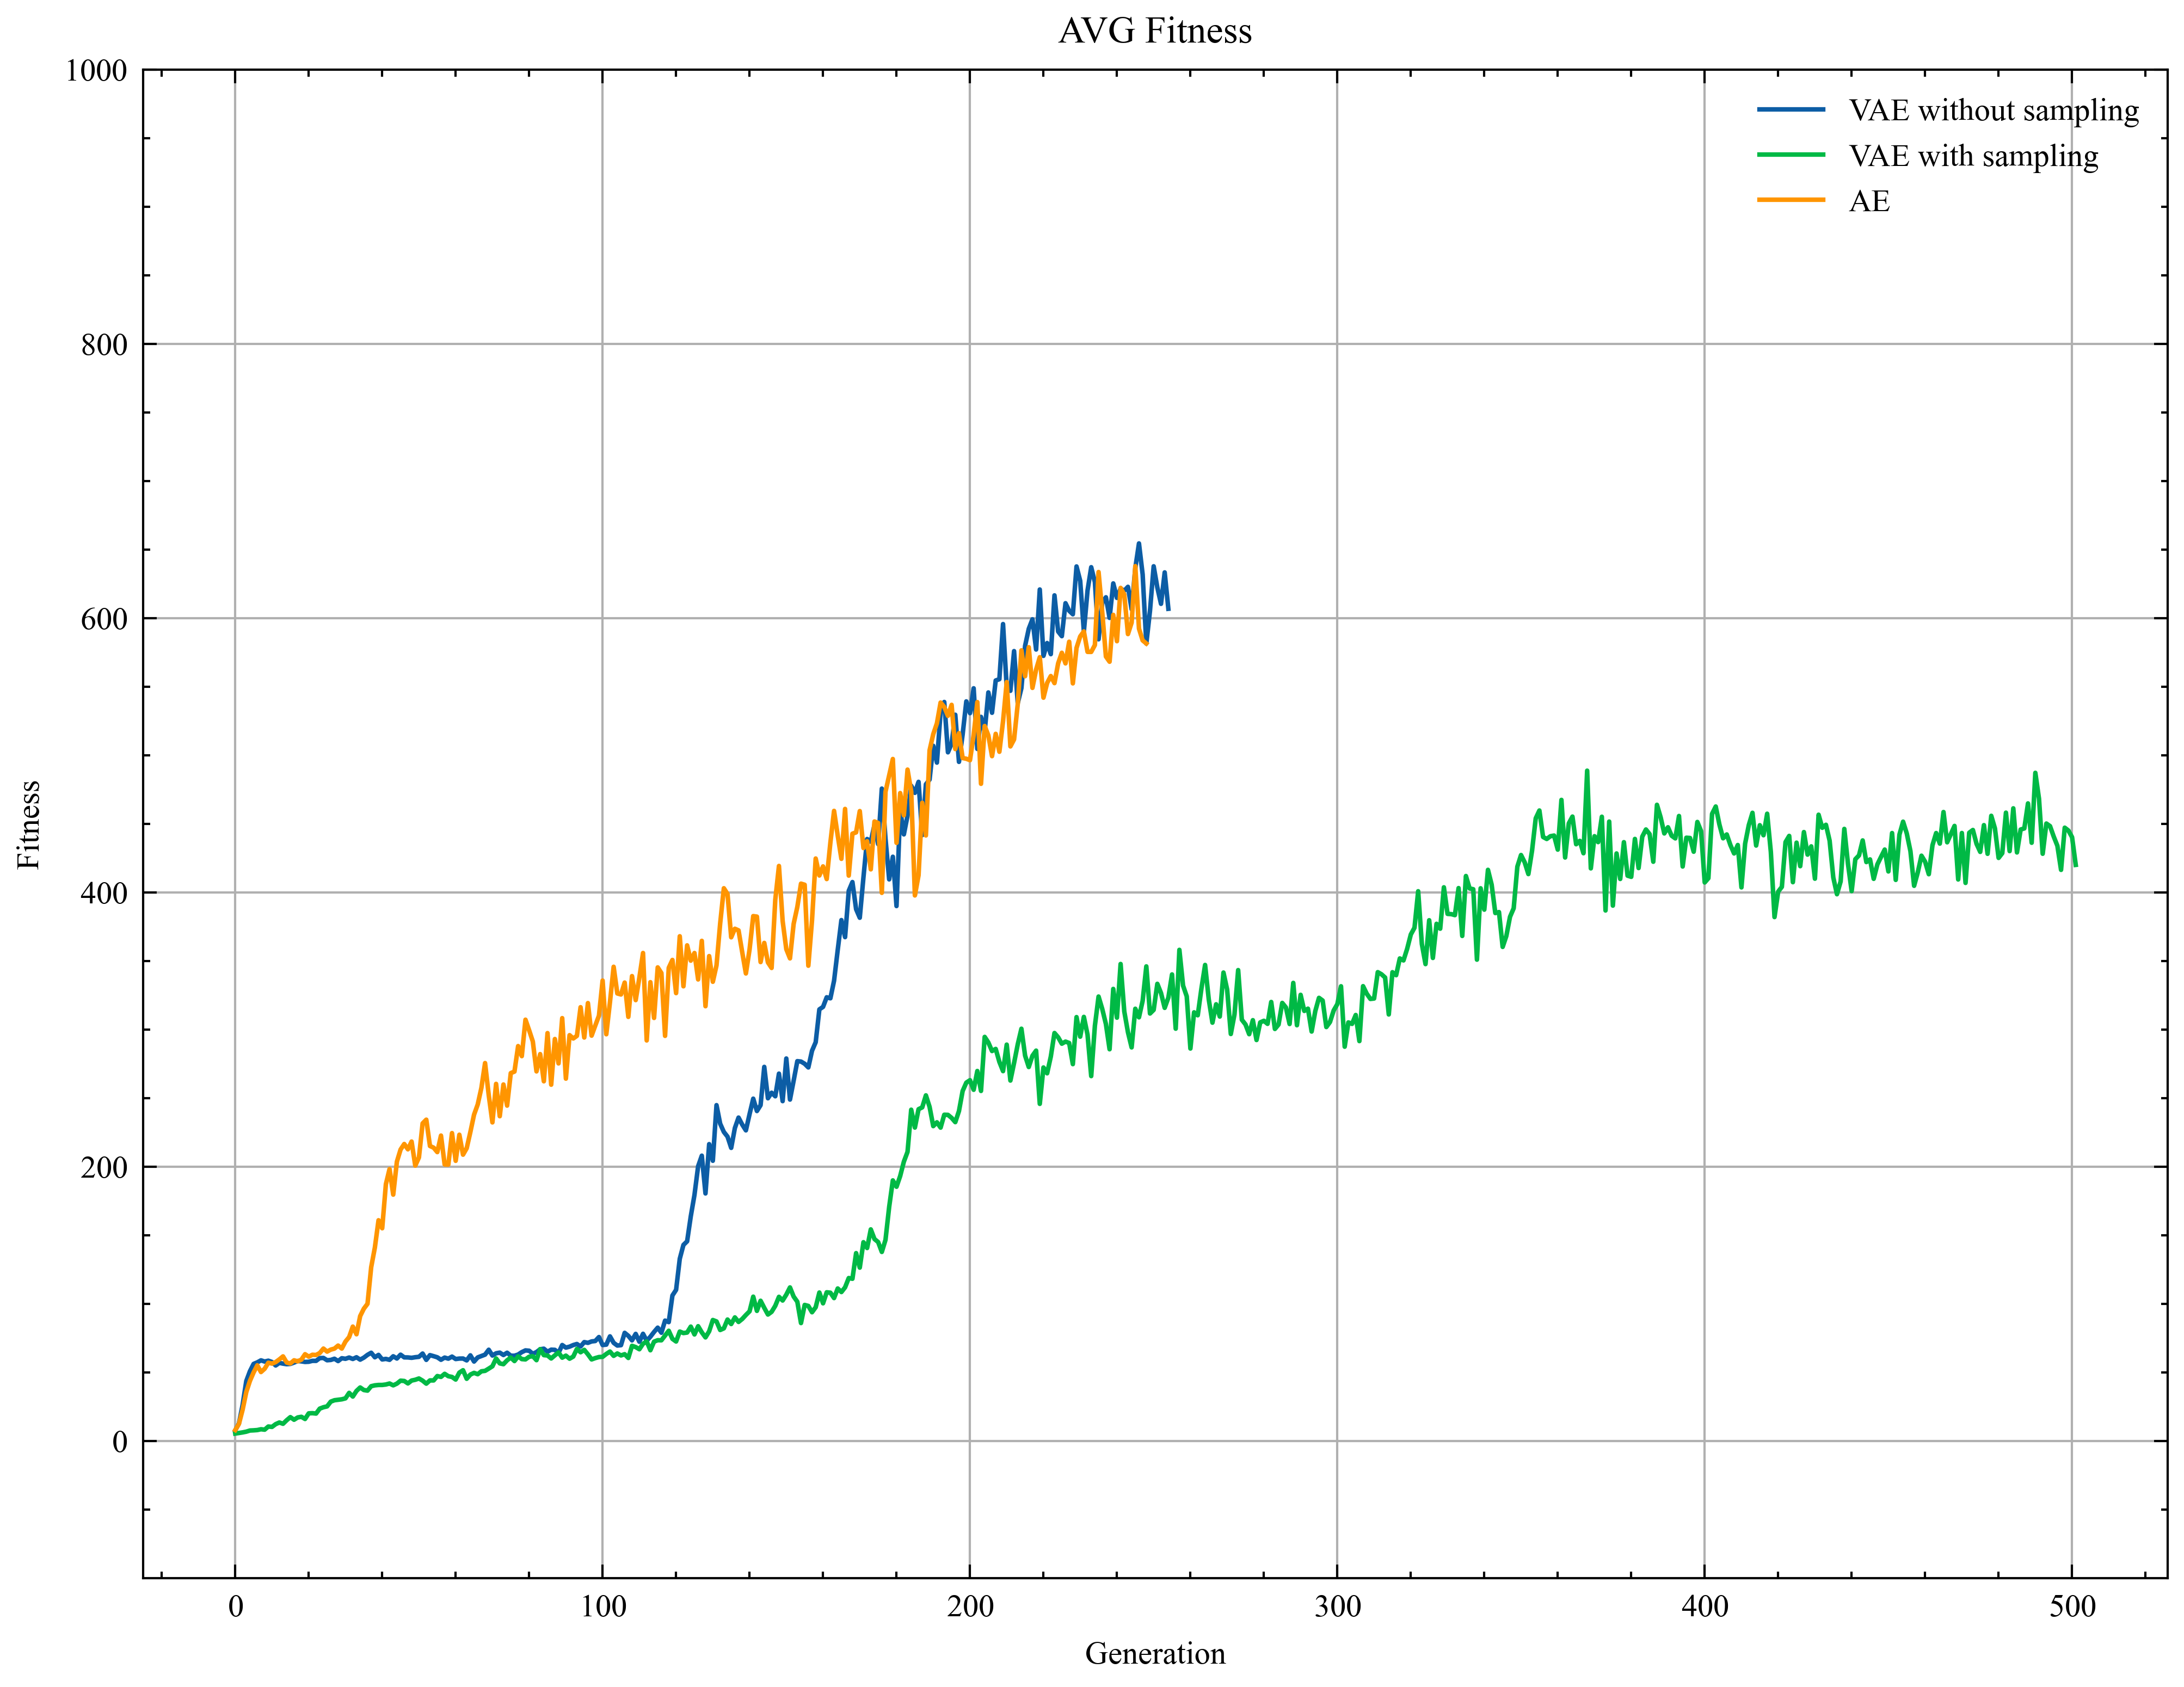 AVG Fitness
1000
800
600
400
200
0
Fitness
VAE without sampling
VAE with sampling
AE
0 100 200 300 400 500
Generation